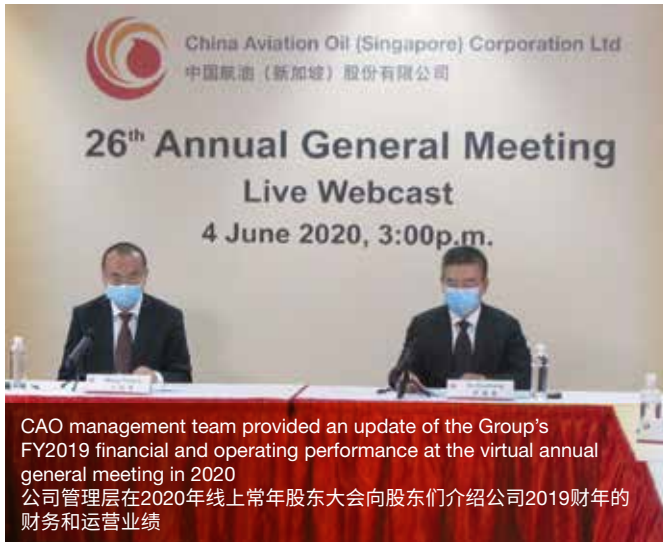 China Aviation Oil (Singapore) Corporation Ltd
中国航油（新加坡）股份有限公司
26th Annual General Meeting
Live Webcast
4 June 2020, 3:00p.m.
CAO management team provided an update of the Group's
FY2019 financial and operating performance at the virtual annual
general meeting in 2020
公司管理层在2020年线上常年股东大会向股东们介绍公司2019财年的
财务和运营业绩